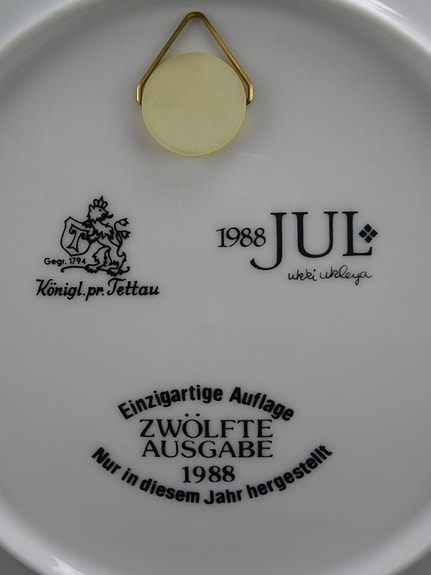 T
Gegr. 1794
Königl. pr. Tettau
1988 JUL
Einzigartige Auflage
ZWÖLFTE
AUSGABE
1988
Nur in diesem Jahr hergestellt